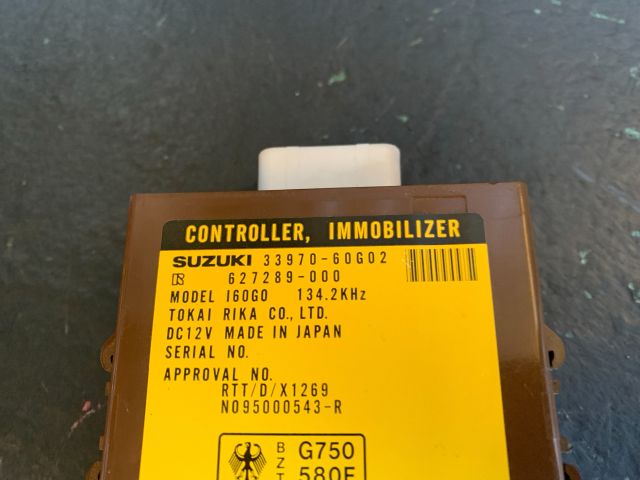 CONTROLLER, IMMOBILIZER
SUZUKI 33970-60G02
627289-000
MODEL I60G0 134.2KHz
TOKAI RIKA CO., LTD.
DC12V MADE IN JAPAN
SERIAL NO.
APPROVAL NO.
RTT/D/X1269
N095000543-R
BZT G750
580F